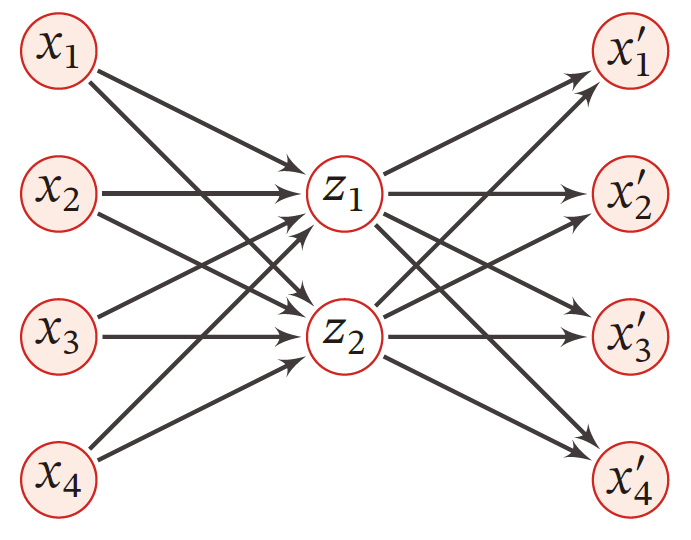 x₁
x₂
x₃
x₄
z₁
z₂
x′₁
x′₂
x′₃
x′₄